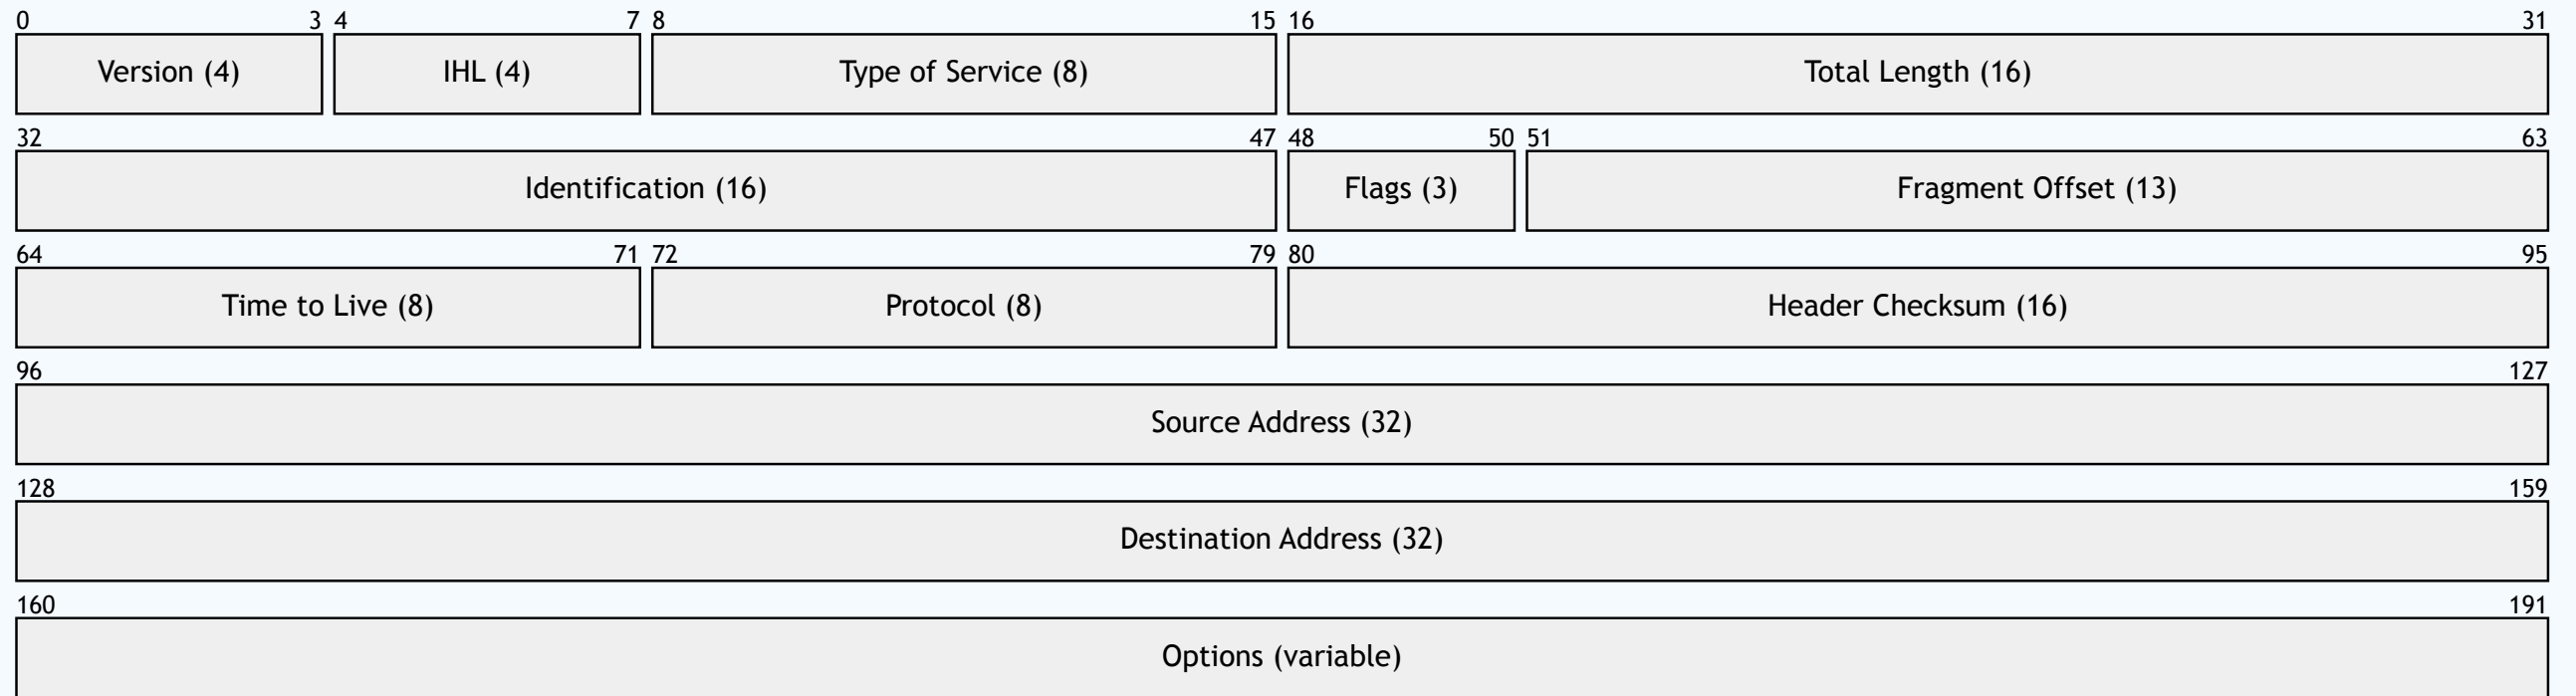 0 3 4 7 8 15 16 31
Version (4) IHL (4) Type of Service (8) Total Length (16)
32 47 48 50 51 63
Identification (16) Flags (3) Fragment Offset (13)
64 71 72 79 80 95
Time to Live (8) Protocol (8) Header Checksum (16)
96 127
Source Address (32)
128 159
Destination Address (32)
160 191
Options (variable)